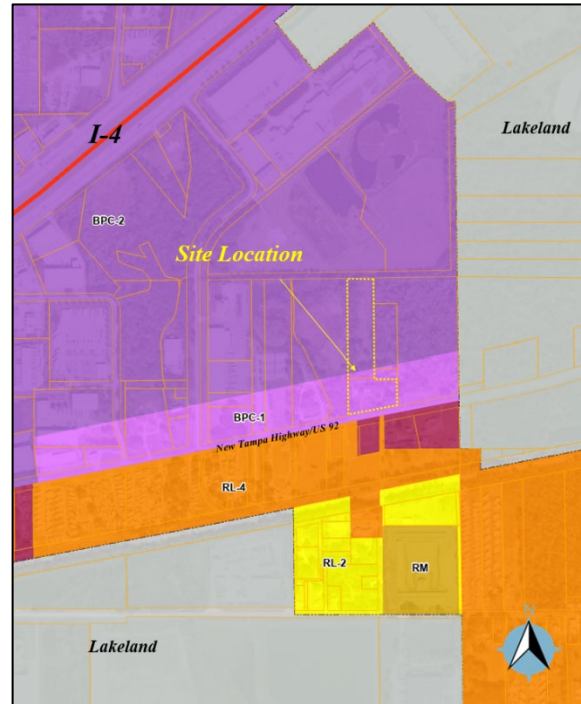 I-4
Lakeland
BPC-2
Site Location
BPC-1
New Tampa Highway/US 92
RL-4
RL-2
RM
Lakeland
N